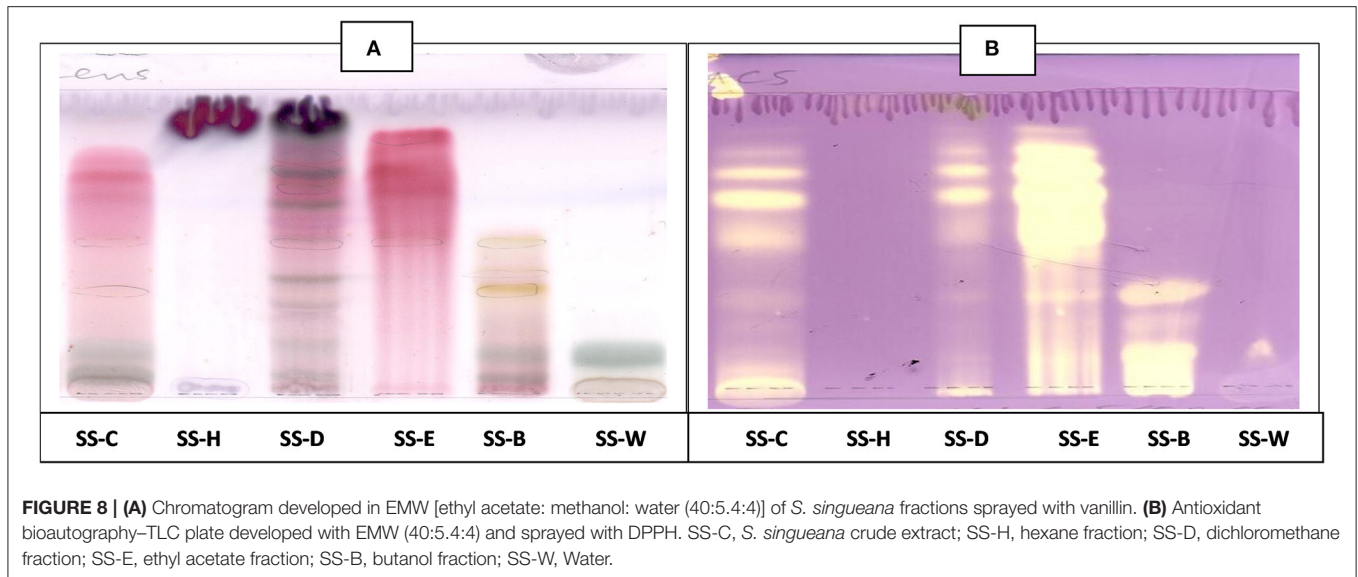 A
B
ens
SS-C SS-H SS-D SS-E SS-B SS-W
SS-C SS-H SS-D SS-E SS-B SS-W
FIGURE 8 | (A) Chromatogram developed in EMW [ethyl acetate: methanol: water (40:5.4:4)] of S. singueana fractions sprayed with vanillin. (B) Antioxidant
bioautography–TLC plate developed with EMW (40:5.4:4) and sprayed with DPPH. SS-C, S. singueana crude extract; SS-H, hexane fraction; SS-D, dichloromethane
fraction; SS-E, ethyl acetate fraction; SS-B, butanol fraction; SS-W, Water.